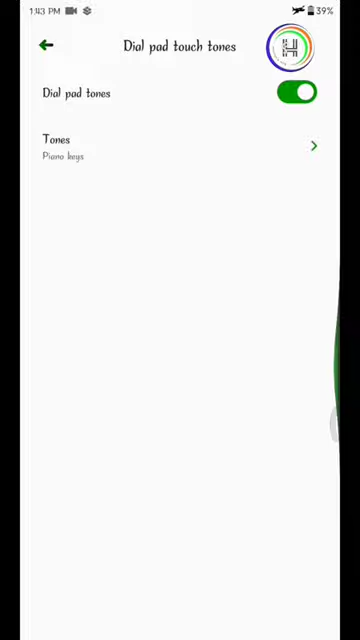 1:43 PM 39%
Dial pad touch tones
Dial pad tones
Tones
Piano keys